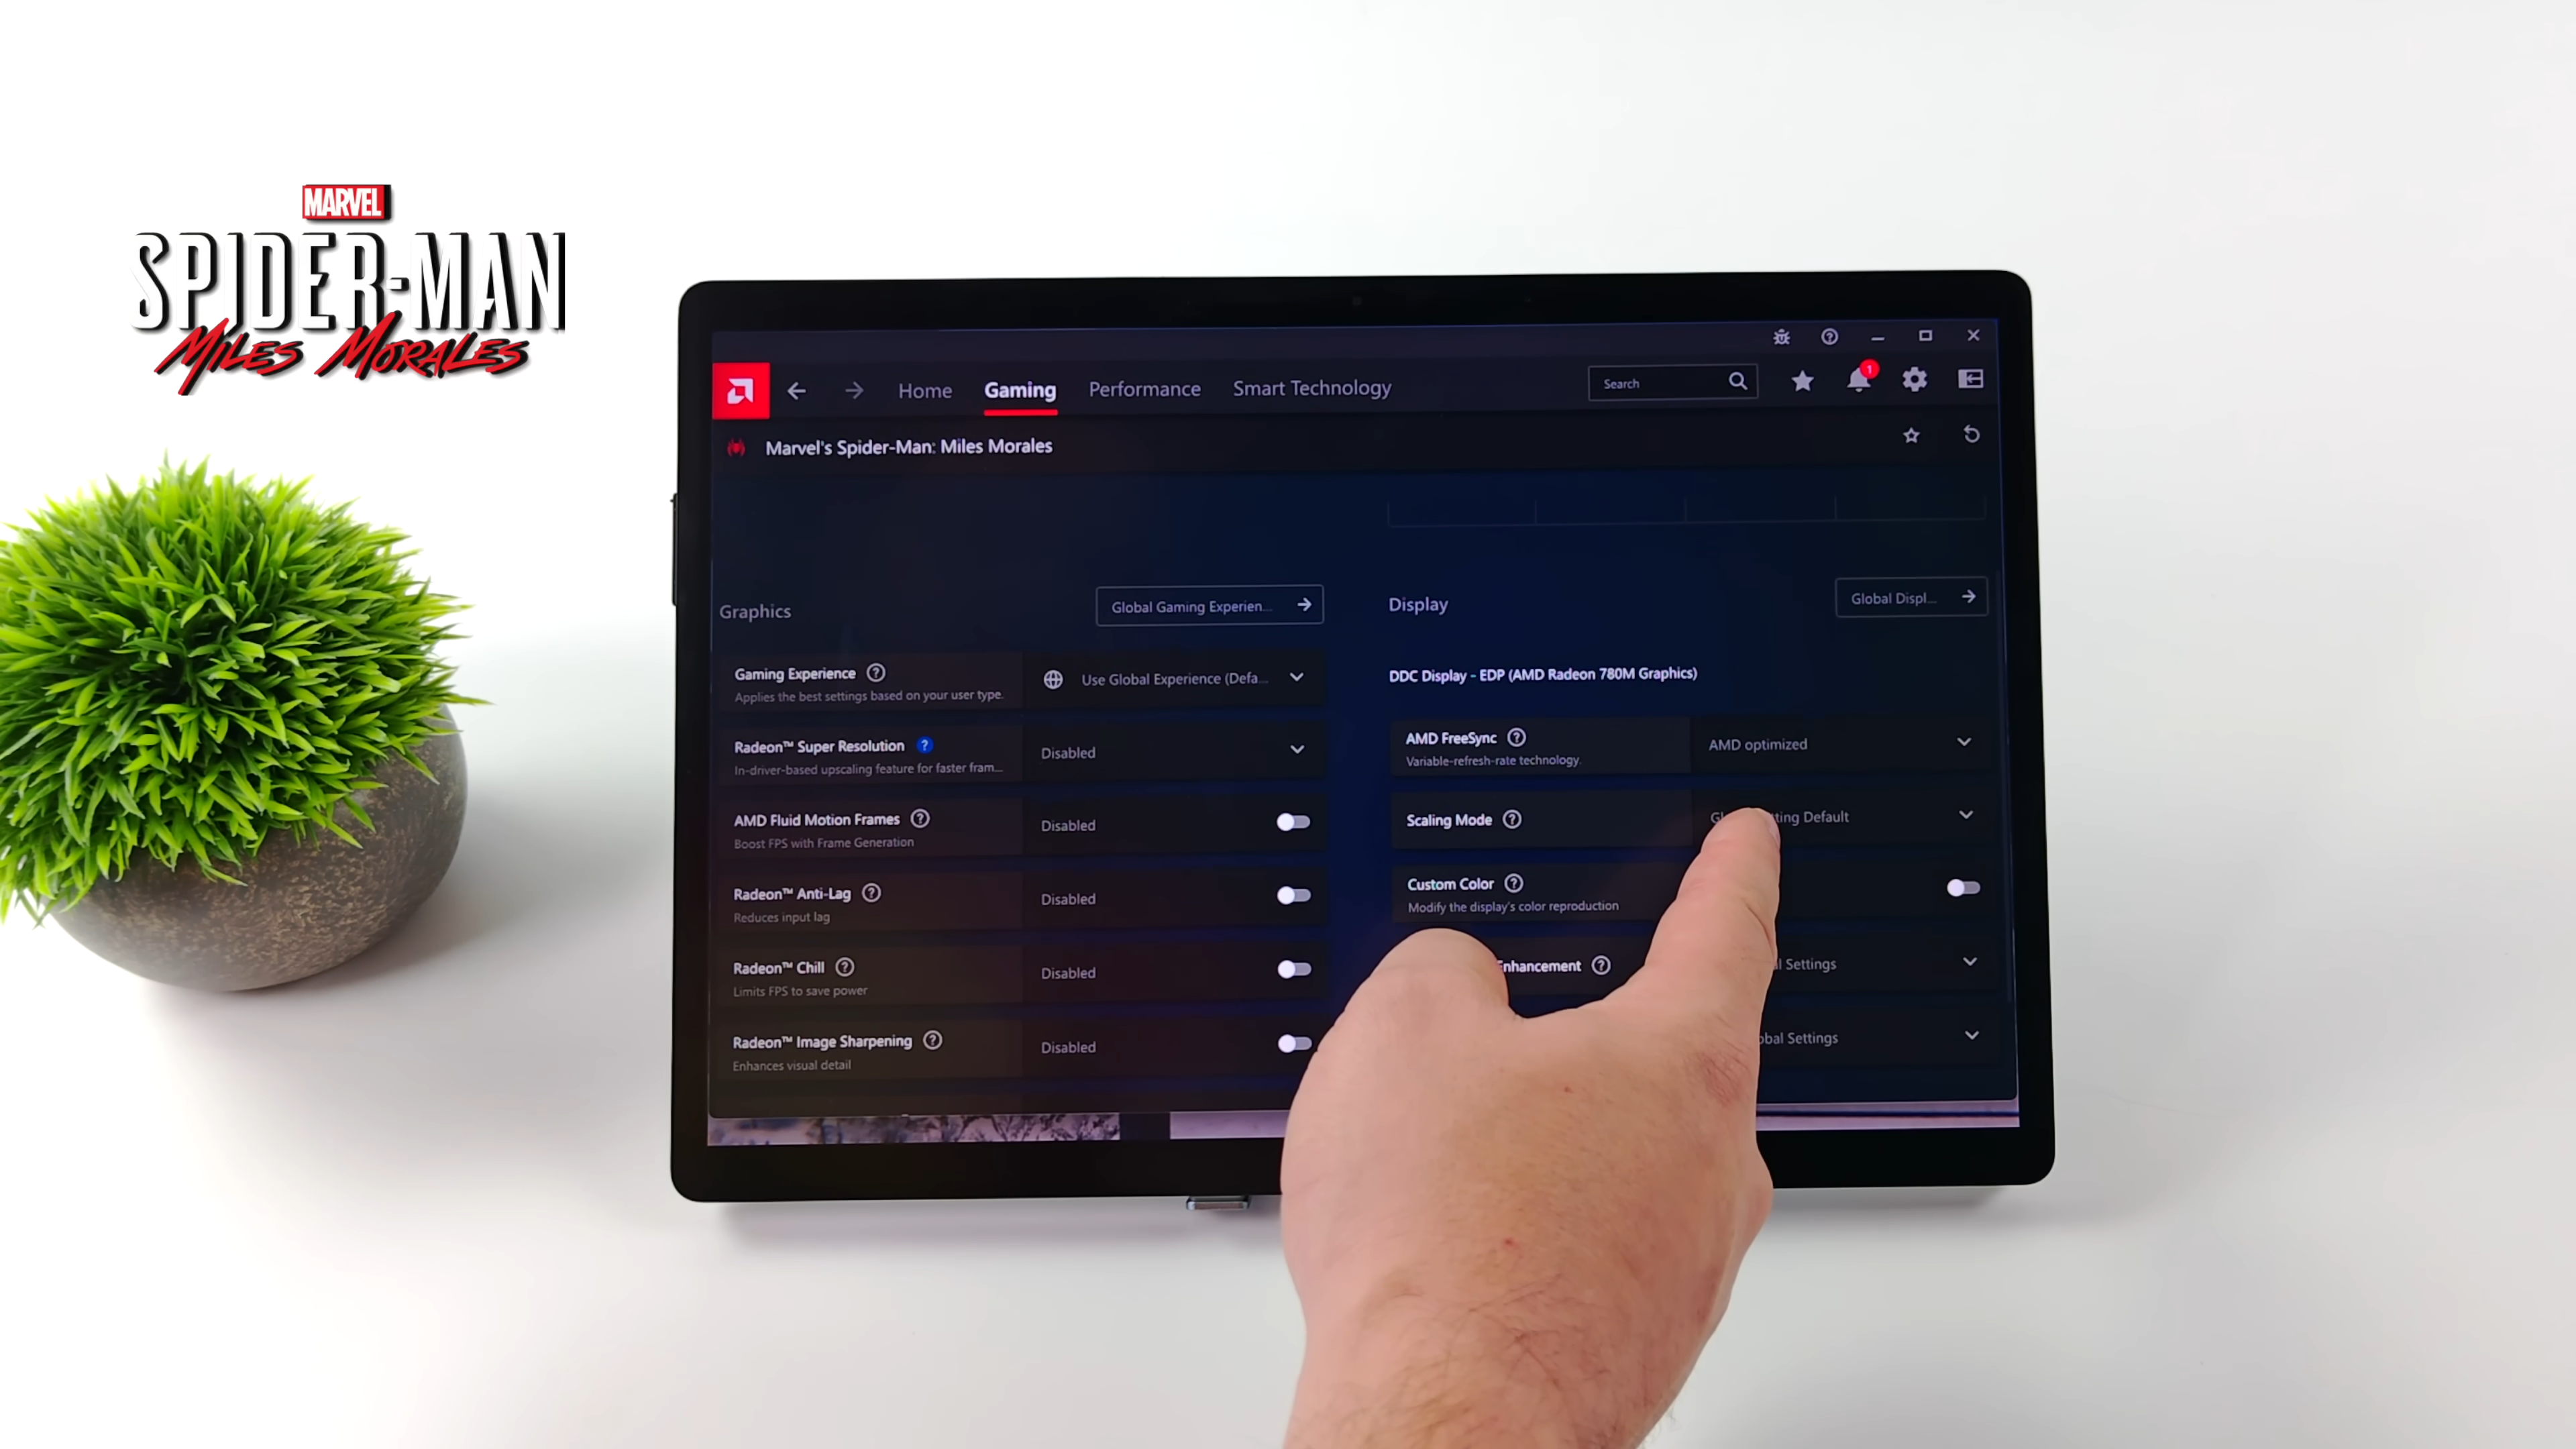 MARVEL
SPIDER-MAN
MILES MORALES
Home Gaming Performance Smart Technology Search 1
Marvel's Spider-Man: Miles Morales
Graphics
Global Gaming Experien...
Gaming Experience
Applies the best settings based on your user type.
Use Global Experience (Defa...
Radeon™ Super Resolution
In-driver-based upscaling feature for faster fram...
Disabled
AMD Fluid Motion Frames
Boost FPS with Frame Generation
Disabled
Radeon™ Anti-Lag
Reduces input lag
Disabled
Radeon™ Chill
Limits FPS to save power
Disabled
Radeon™ Image Sharpening
Enhances visual detail
Disabled
Display
Global Displ...
DDC Display - EDP (AMD Radeon 780M Graphics)
AMD FreeSync
Variable-refresh-rate technology.
AMD optimized
Scaling Mode
Default
Custom Color
Modify the display's color reproduction
Enhancement
Settings
Settings